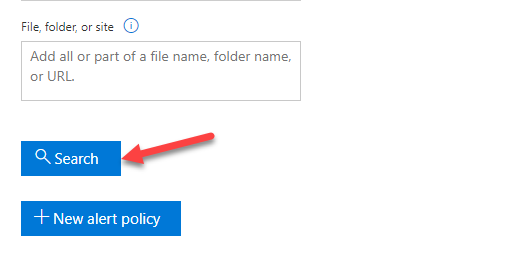 File, folder, or site
Add all or part of a file name, folder name,
or URL.
Search
New alert policy